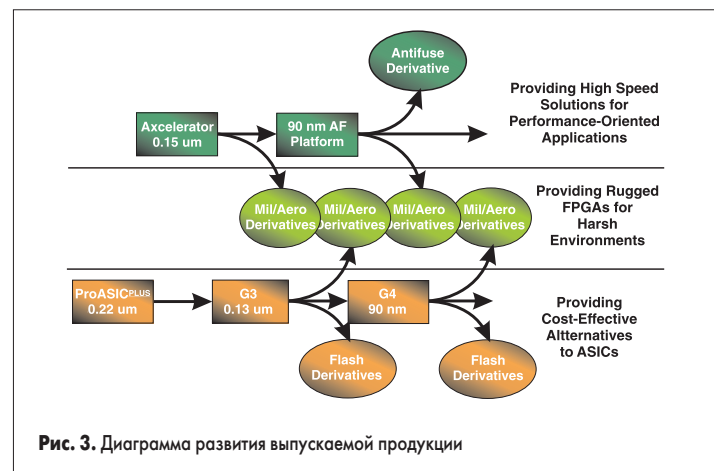 Antifuse
Derivative
Providing High Speed
Solutions for
Performance-Oriented
Applications
Axcelerator
0.15 um
90 nm AF
Platform
Mil/Aero
Derivatives
Mil/Aero
Derivatives
Mil/Aero
Derivatives
Mil/Aero
Derivatives
Providing Rugged
FPGAs for
Harsh
Environments
ProASICPLUS
0.22 um
G3
0.13 um
G4
90 nm
Providing
Cost-Effective
Altternatives
to ASICs
Flash
Derivatives
Flash
Derivatives
Рис. 3. Диаграмма развития выпускаемой продукции